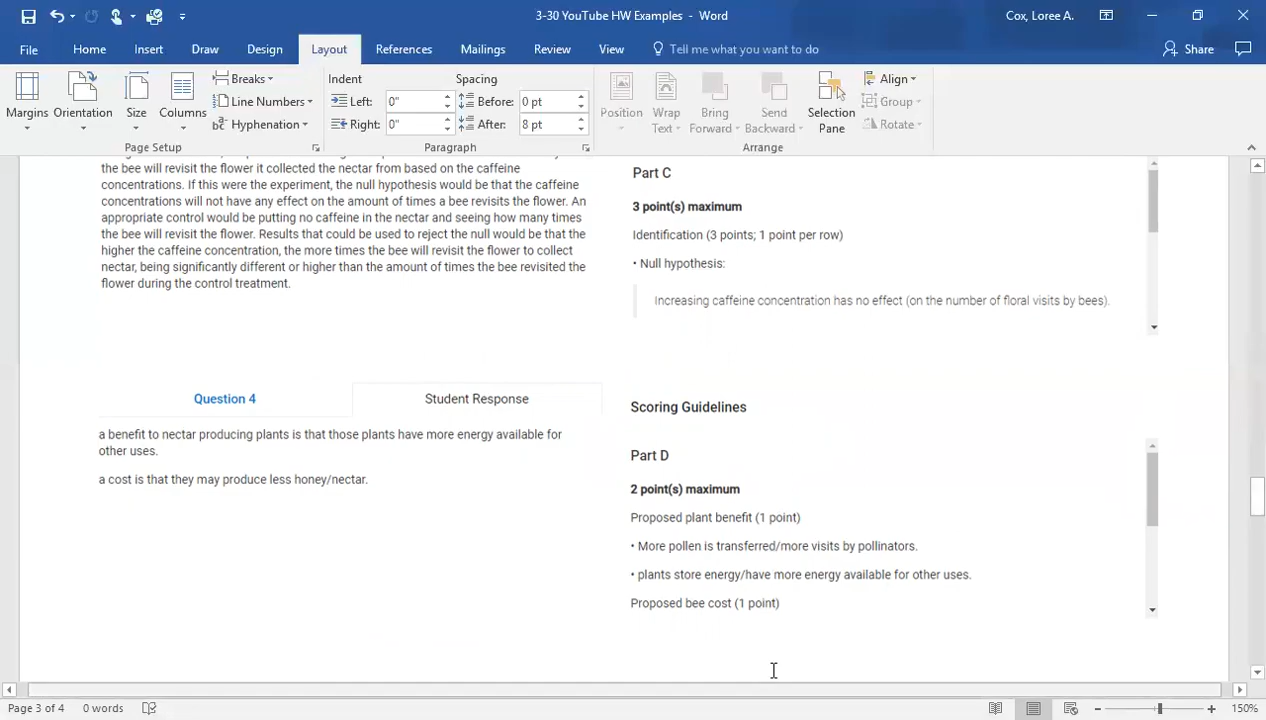 3-30 YouTube HW Examples - Word
Cox, Loree A.
File Home Insert Draw Design Layout References Mailings Review View Tell me what you want to do Share
Margins
Orientation
Size
Columns
Breaks
Line Numbers
Hyphenation
Page Setup
Indent
Left: 0"
Right: 0"
Spacing
Before: 0 pt
After: 8 pt
Paragraph
Position
Wrap
Text
Bring
Forward
Send
Backward
Selection
Pane
Align
Group
Rotate
Arrange
the bee will revisit the flower it collected the nectar from based on the caffeine
concentrations. If this were the experiment, the null hypothesis would be that the caffeine
concentrations will not have any effect on the amount of times a bee revisits the flower. An
appropriate control would be putting no caffeine in the nectar and seeing how many times
the bee will revisit the flower. Results that could be used to reject the null would be that the
higher the caffeine concentration, the more times the bee will revisit the flower to collect
nectar, being significantly different or higher than the amount of times the bee revisited the
flower during the control treatment.
Part C
3 point(s) maximum
Identification (3 points; 1 point per row)
• Null hypothesis:
Increasing caffeine concentration has no effect (on the number of floral visits by bees).
Question 4
Student Response
a benefit to nectar producing plants is that those plants have more energy available for
other uses.
a cost is that they may produce less honey/nectar.
Scoring Guidelines
Part D
2 point(s) maximum
Proposed plant benefit (1 point)
• More pollen is transferred/more visits by pollinators.
• plants store energy/have more energy available for other uses.
Proposed bee cost (1 point)
Page 3 of 4
0 words
150%